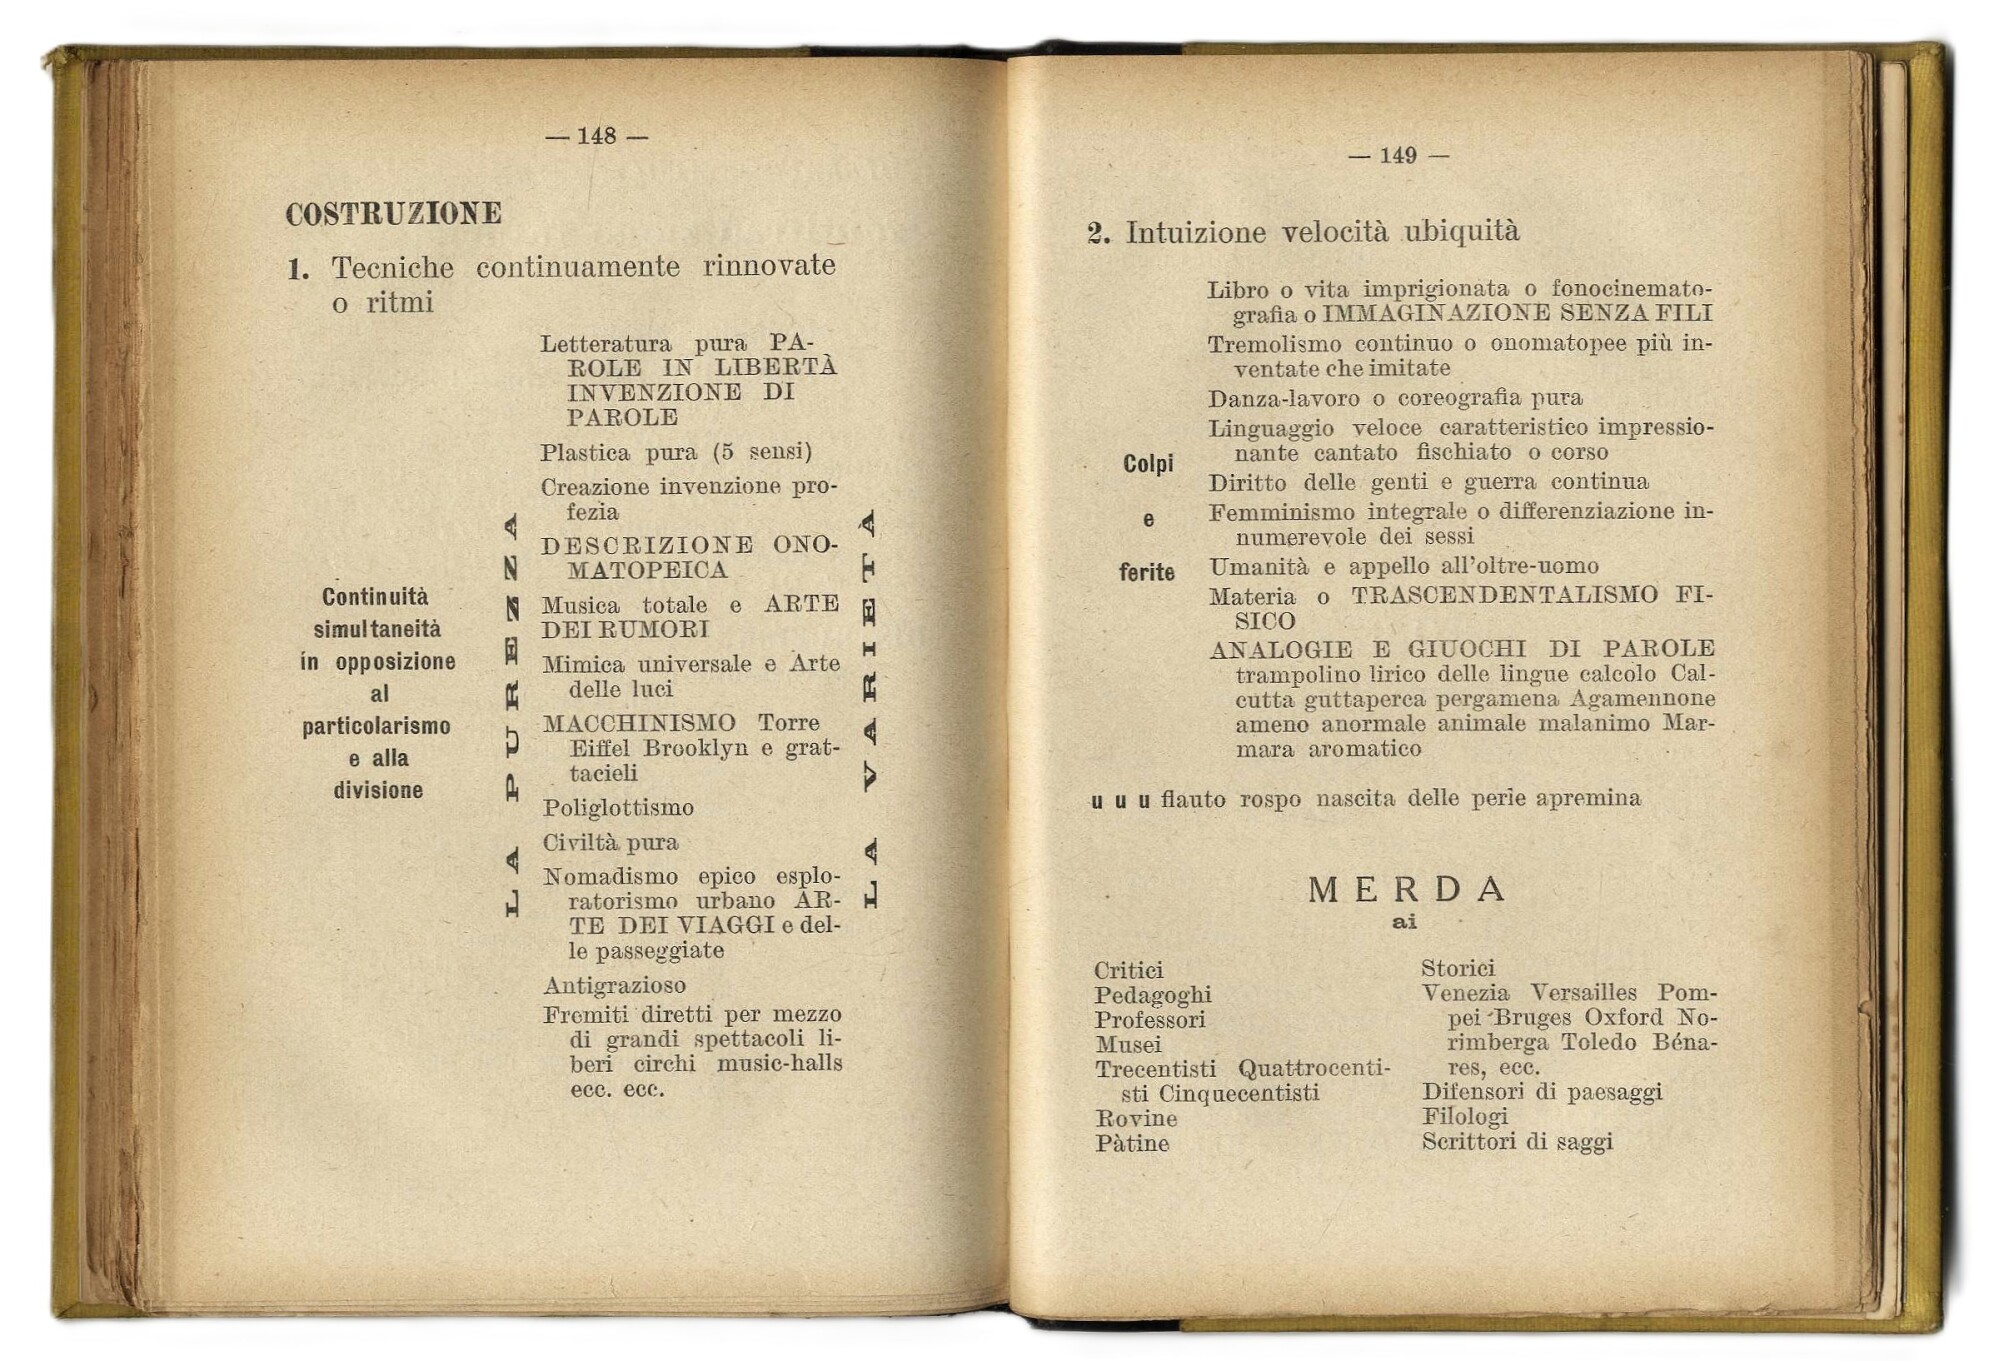 — 148 —
COSTRUZIONE
1. Tecniche continuamente rinnovate
o ritmi
Continuità
simultaneità
in opposizione
al
particolarismo
e alla
divisione
LA PUREZZA
Letteratura pura PA-
ROLE IN LIBERTÀ
INVENZIONE DI
PAROLE
Plastica pura (5 sensi)
Creazione invenzione pro-
fezia
DESCRIZIONE ONO-
MATOPEICA
Musica totale e ARTE
DEI RUMORI
Mimica universale e Arte
delle luci
MACCHINISMO Torre
Eiffel Brooklyn e grat-
tacieli
Poliglottismo
Civiltà pura
Nomadismo epico esplo-
ratorismo urbano AR-
TE DEI VIAGGI e del-
le passeggiate
Antigrazioso
Fremiti diretti per mezzo
di grandi spettacoli li-
beri circhi music-halls
ecc. ecc.
LA VARIETÀ
— 149 —
2. Intuizione velocità ubiquità
Colpi
e
ferite
Libro o vita imprigionata o fonocinemato-
grafia o IMMAGINAZIONE SENZA FILI
Tremolismo continuo o onomatopee più in-
ventate che imitate
Danza-lavoro o coreografia pura
Linguaggio veloce caratteristico impressio-
nante cantato fischiato o corso
Diritto delle genti e guerra continua
Femminismo integrale o differenziazione in-
numerevole dei sessi
Umanità e appello all'oltre-uomo
Materia o TRASCENDENTALISMO FI-
SICO
ANALOGIE E GIUOCHI DI PAROLE
trampolino lirico delle lingue calcolo Cal-
cutta guttaperca pergamena Agamennone
ameno anormale animale malanimo Mar-
mara aromatico
u u u flauto rospo nascita delle perle apremina
MERDA
ai
Critici
Pedagoghi
Professori
Musei
Trecentisti Quattrocenti-
sti Cinquecentisti
Rovine
Pàtine
Storici
Venezia Versailles Pom-
pei Bruges Oxford No-
rimberga Toledo Béna-
res, ecc.
Difensori di paesaggi
Filologi
Scrittori di saggi